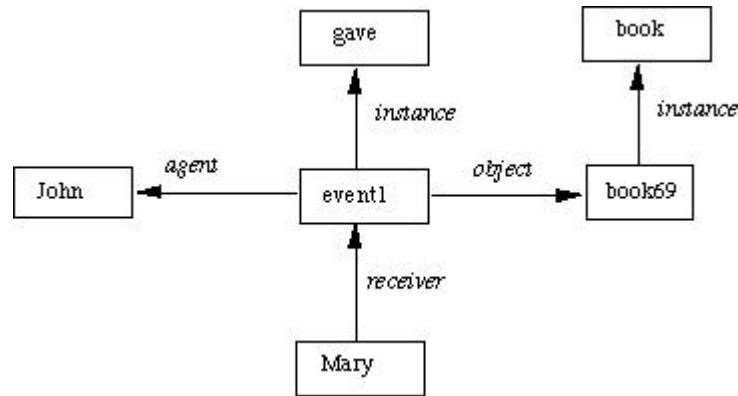 gave
book
instance
instance
agent
object
John
event1
book69
receiver
Mary